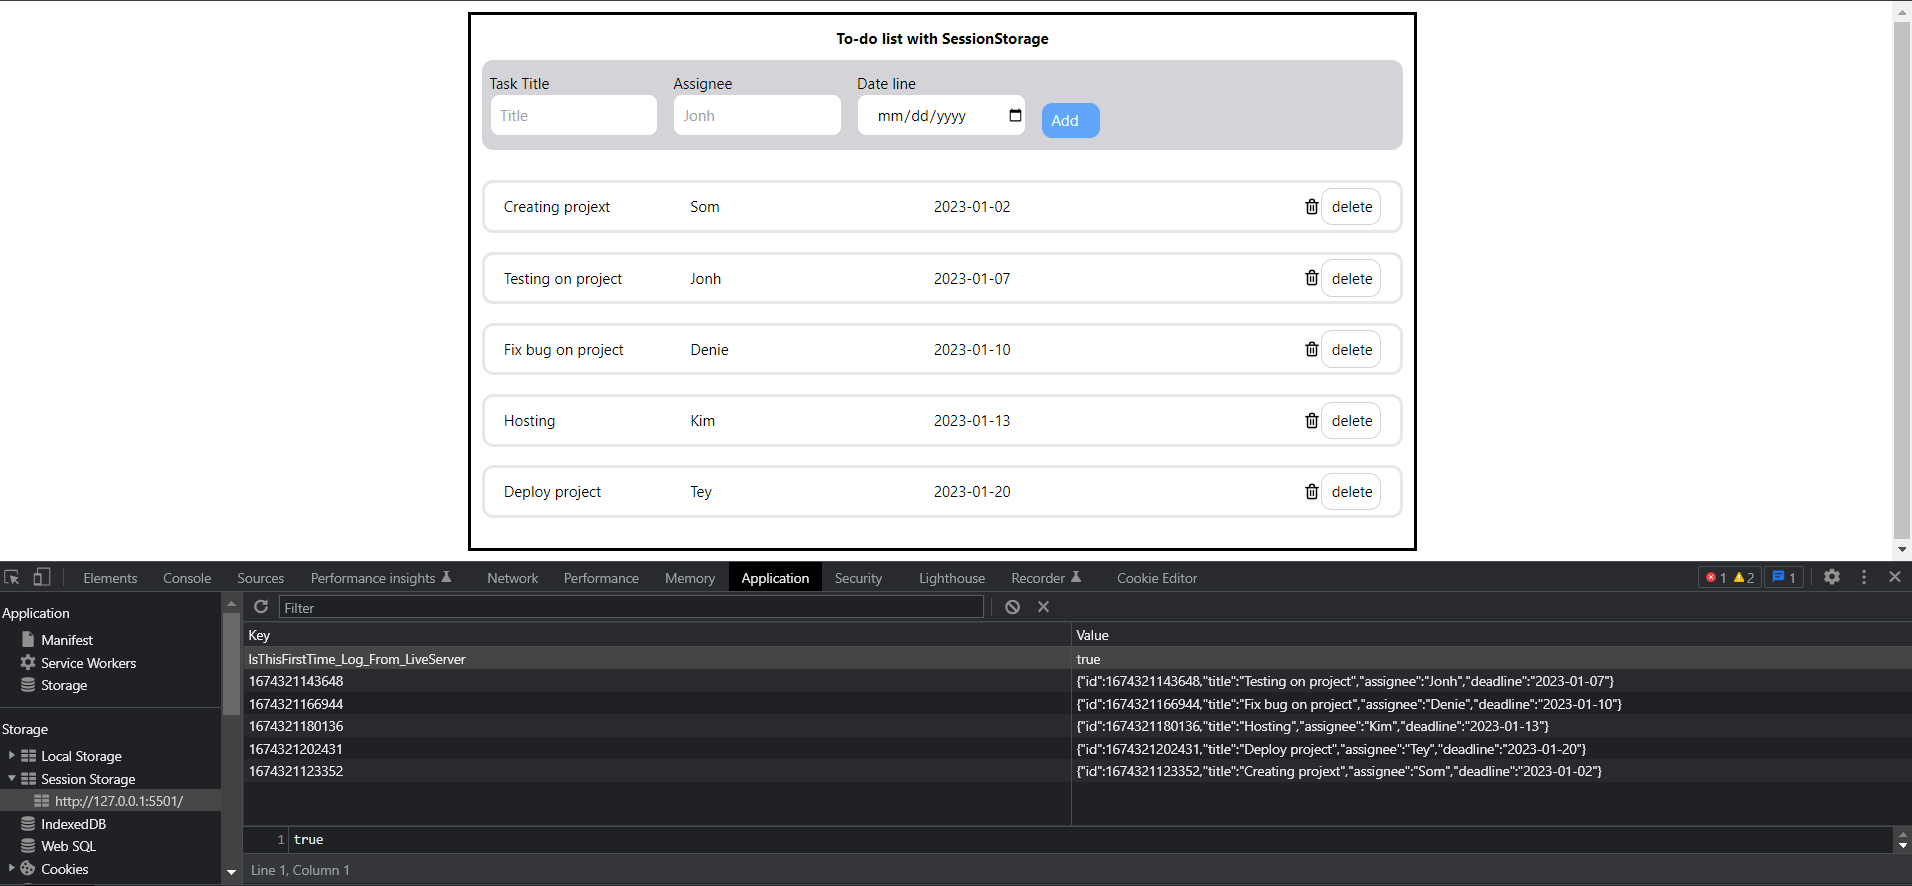 To-do list with SessionStorage
Task Title Assignee Date line
Title Jonh mm/dd/yyyy Add
Creating projext Som 2023-01-02 delete
Testing on project Jonh 2023-01-07 delete
Fix bug on project Denie 2023-01-10 delete
Hosting Kim 2023-01-13 delete
Deploy project Tey 2023-01-20 delete
Elements Console Sources Performance insights Network Performance Memory Application Security Lighthouse Recorder Cookie Editor 1 2 1
Application
Manifest
Service Workers
Storage
Storage
Local Storage
Session Storage
http://127.0.0.1:5501/
IndexedDB
Web SQL
Cookies
Filter
Key Value
IsThisFirstTime_Log_From_LiveServer true
1674321143648 {"id":1674321143648,"title":"Testing on project","assignee":"Jonh","deadline":"2023-01-07"}
1674321166944 {"id":1674321166944,"title":"Fix bug on project","assignee":"Denie","deadline":"2023-01-10"}
1674321180136 {"id":1674321180136,"title":"Hosting","assignee":"Kim","deadline":"2023-01-13"}
1674321202431 {"id":1674321202431,"title":"Deploy project","assignee":"Tey","deadline":"2023-01-20"}
1674321123352 {"id":1674321123352,"title":"Creating projext","assignee":"Som","deadline":"2023-01-02"}
1 true
Line 1, Column 1